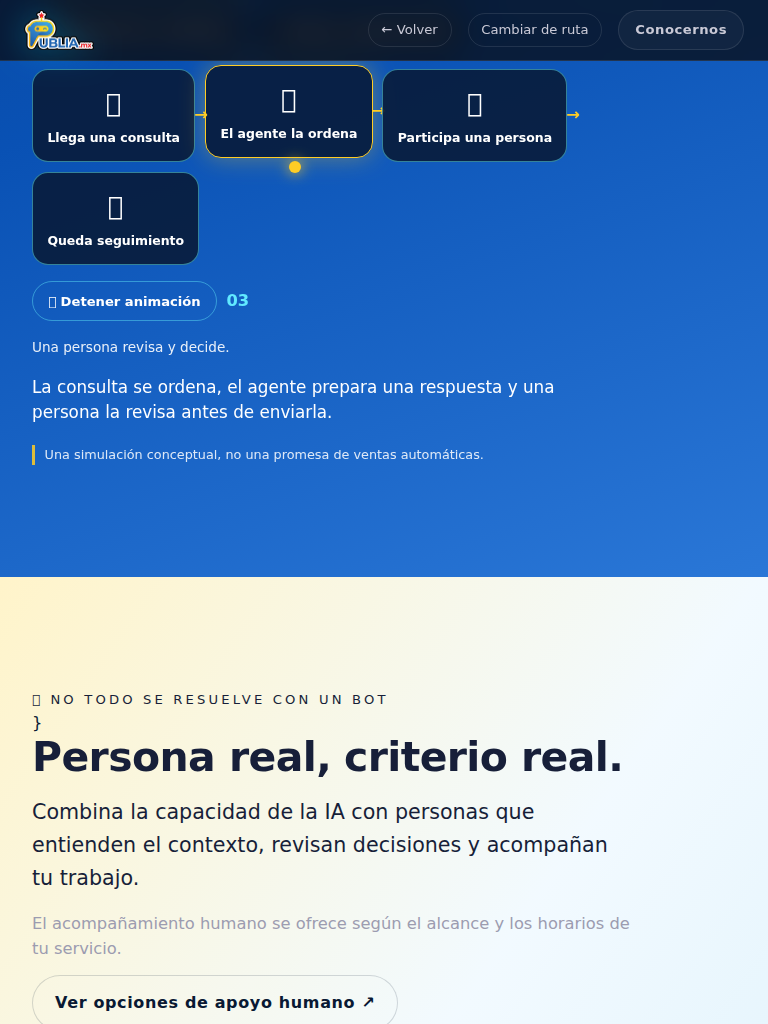 PUBLIA.mx
← Volver
Cambiar de ruta
Conocernos
Llega una consulta
→
El agente la ordena
→
Participa una persona
→
Queda seguimiento
Detener animación
03
Una persona revisa y decide.
La consulta se ordena, el agente prepara una respuesta y una
persona la revisa antes de enviarla.
Una simulación conceptual, no una promesa de ventas automáticas.
NO TODO SE RESUELVE CON UN BOT
}
Persona real, criterio real.
Combina la capacidad de la IA con personas que
entienden el contexto, revisan decisiones y acompañan
tu trabajo.
El acompañamiento humano se ofrece según el alcance y los horarios de
tu servicio.
Ver opciones de apoyo humano ↗